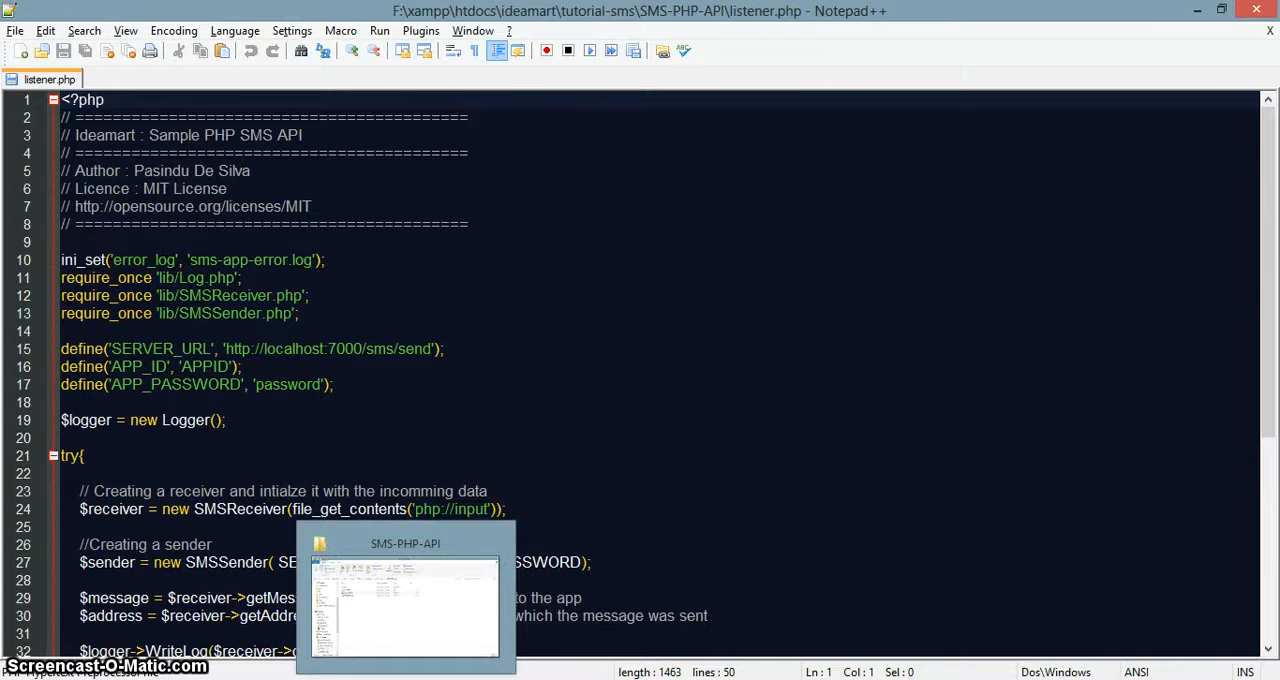 F:\xampp\htdocs\ideamart\tutorial-sms\SMS-PHP-API\listener.php - Notepad++
File Edit Search View Encoding Language Settings Macro Run Plugins Window ? X
listener.php
1 <?php
2 // ==========================================
3 // Ideamart : Sample PHP SMS API
4 // ==========================================
5 // Author : Pasindu De Silva
6 // Licence : MIT License
7 // http://opensource.org/licenses/MIT
8 // ==========================================
9
10 ini_set('error_log', 'sms-app-error.log');
11 require_once 'lib/Log.php';
12 require_once 'lib/SMSReceiver.php';
13 require_once 'lib/SMSSender.php';
14
15 define('SERVER_URL', 'http://localhost:7000/sms/send');
16 define('APP_ID', 'APPID');
17 define('APP_PASSWORD', 'password');
18
19 $logger = new Logger();
20
21 try{
22
23 // Creating a receiver and intialze it with the incomming data
24 $receiver = new SMSReceiver(file_get_contents('php://input'));
25
SMS-PHP-API
26 //Creating a sender
27 $sender = new SMSSender( SE SSWORD);
28
29 $message = $receiver->getMes to the app
30 $address = $receiver->getAddre which the message was sent
31
32 $logger->WriteLog($receiver->
Screencast-O-Matic.com
length : 1463 lines : 50 Ln : 1 Col : 1 Sel : 0 Dos\Windows ANSI INS